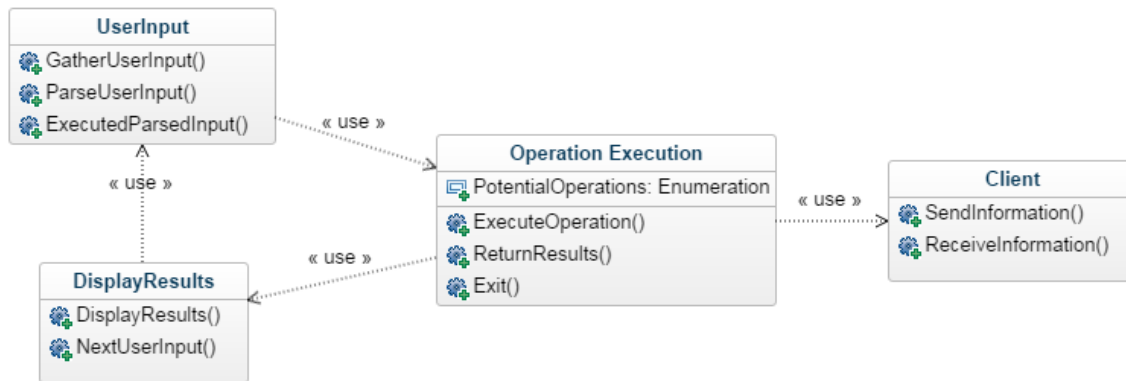 UserInput
GatherUserInput()
ParseUserInput()
ExecutedParsedInput()
« use »
« use »
Operation Execution
PotentialOperations: Enumeration
ExecuteOperation()
ReturnResults()
Exit()
« use »
Client
SendInformation()
ReceiveInformation()
« use »
DisplayResults
DisplayResults()
NextUserInput()